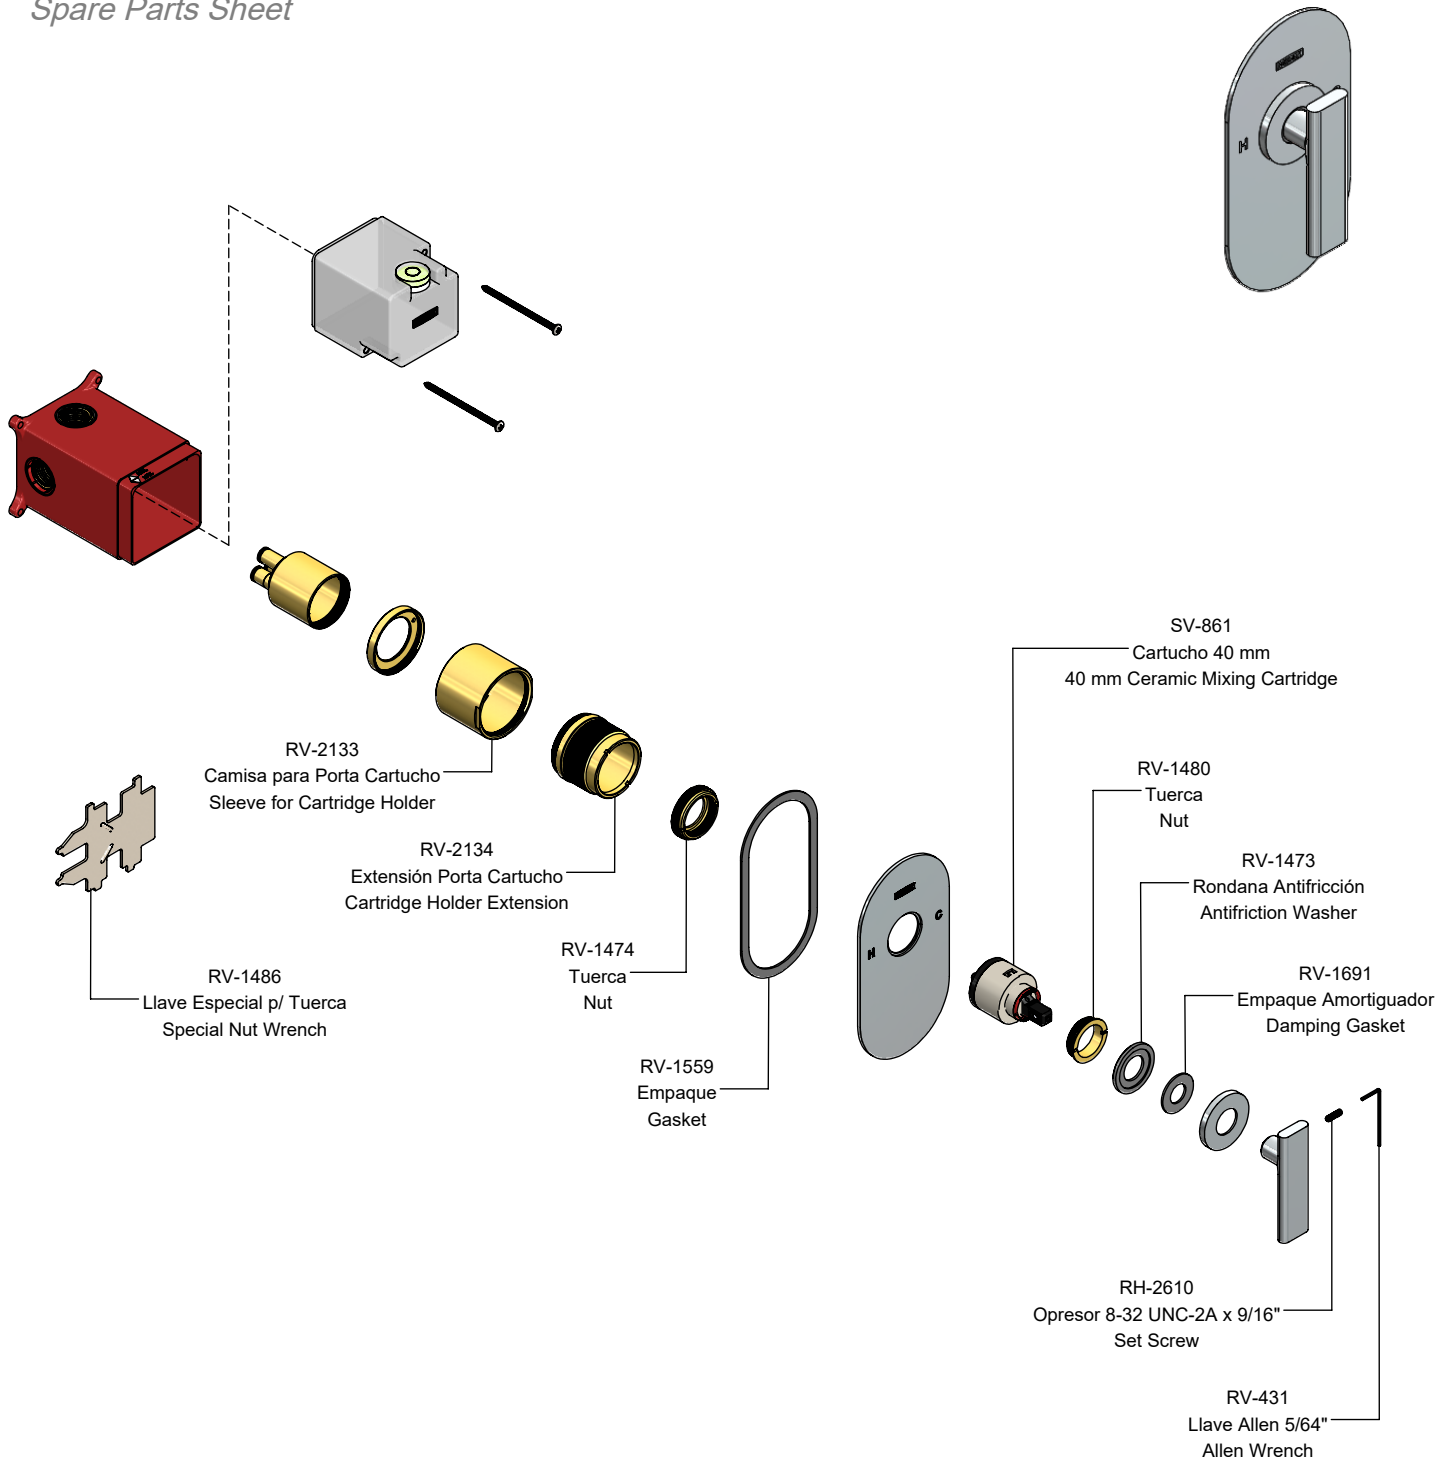 Spare Parts Sheet
H
SV-861
Cartucho 40 mm
40 mm Ceramic Mixing Cartridge
RV-2133
Camisa para Porta Cartucho
Sleeve for Cartridge Holder
RV-1480
Tuerca
Nut
RV-2134
Extensión Porta Cartucho
Cartridge Holder Extension
RV-1473
Rondana Antifricción
Antifriction Washer
H
C
RV-1474
Tuerca
Nut
RV-1486
Llave Especial p/ Tuerca
Special Nut Wrench
RV-1691
Empaque Amortiguador
Damping Gasket
RV-1559
Empaque
Gasket
RH-2610
Opresor 8-32 UNC-2A x 9/16"
Set Screw
RV-431
Llave Allen 5/64"
Allen Wrench